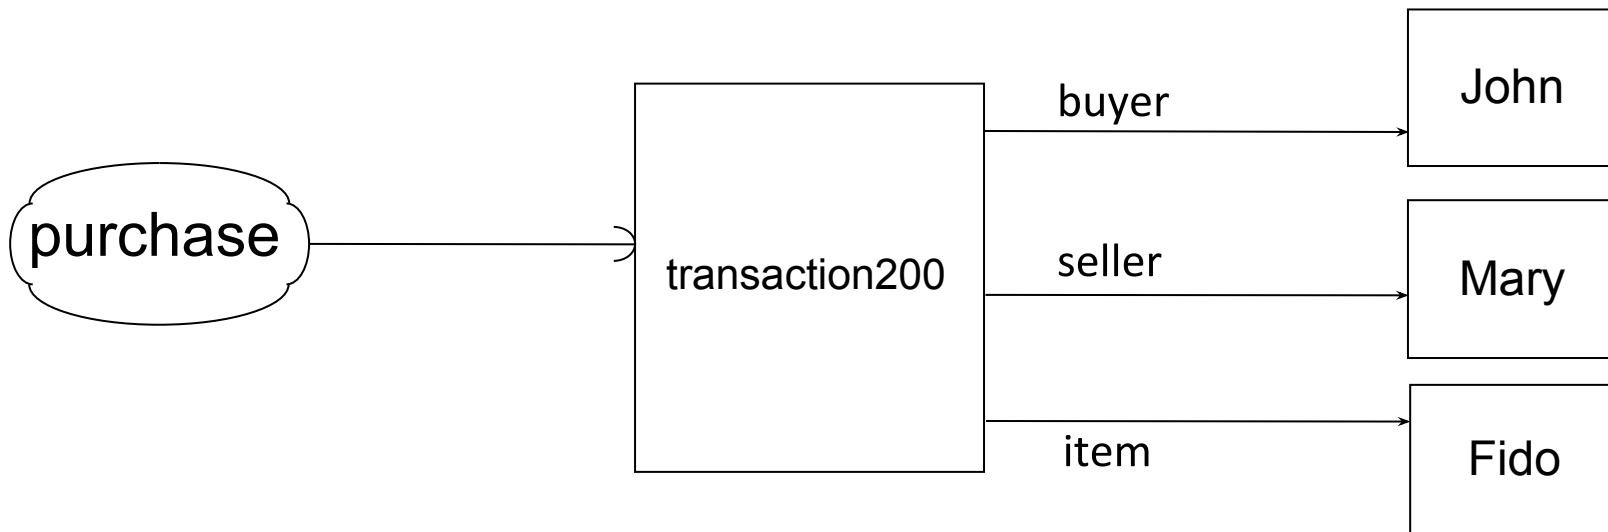 purchase
transaction200
buyer
John
seller
Mary
item
Fido